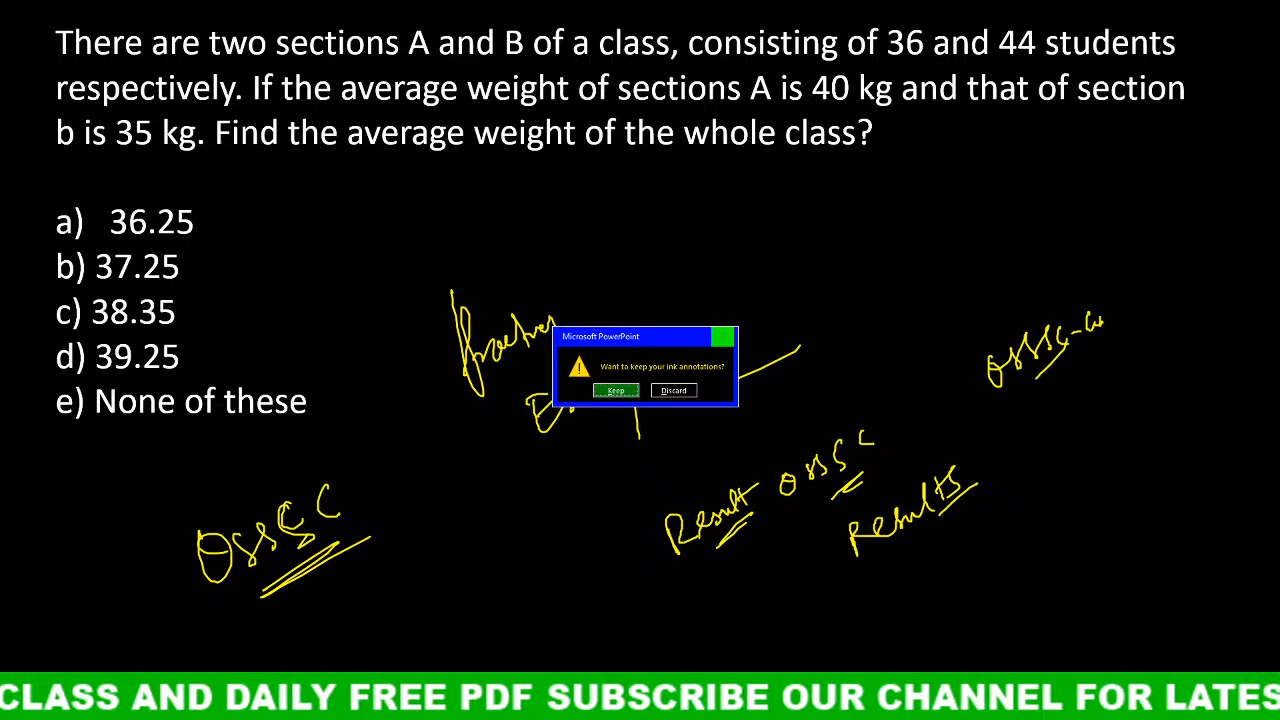 There are two sections A and B of a class, consisting of 36 and 44 students
respectively. If the average weight of sections A is 40 kg and that of section
b is 35 kg. Find the average weight of the whole class?
a) 36.25
b) 37.25
c) 38.35
d) 39.25
e) None of these
Microsoft PowerPoint
Want to keep your ink annotations?
Keep Discard
Result
Results
CLASS AND DAILY FREE PDF SUBSCRIBE OUR CHANNEL FOR LATES